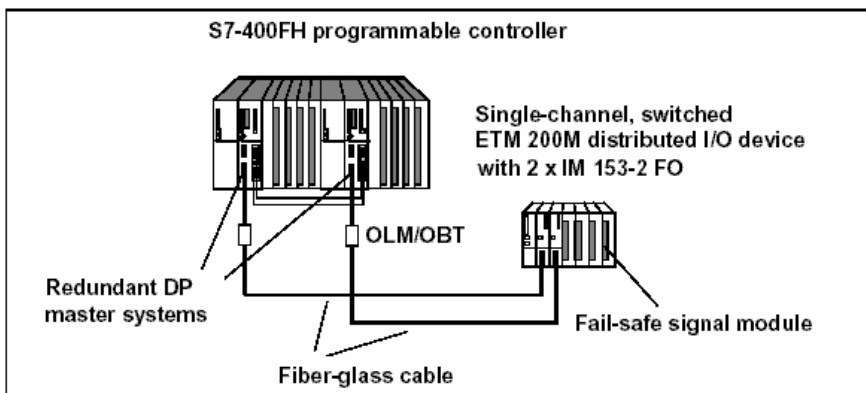 S7-400FH programmable controller
Single-channel, switched
ETM 200M distributed I/O device
with 2 x IM 153-2 FO
OLM/OBT
Redundant DP
master systems
Fail-safe signal module
Fiber-glass cable